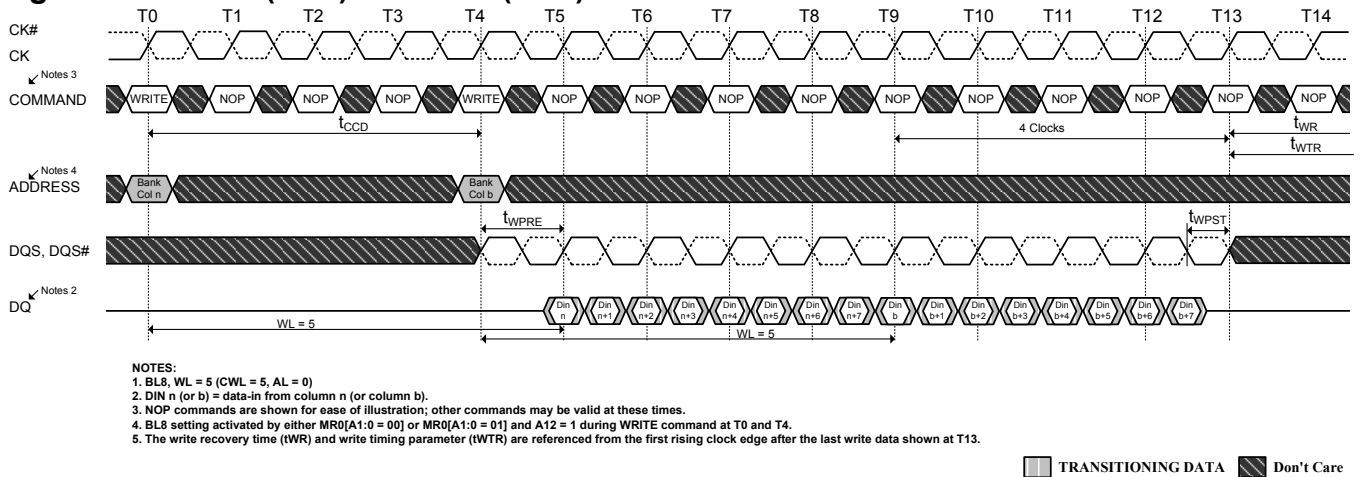 T0 T1 T2 T3 T4 T5 T6 T7 T8 T9 T10 T11 T12 T13 T14
CK#
CK
Notes 3
COMMAND WRITE NOP NOP NOP WRITE NOP NOP NOP NOP NOP NOP NOP NOP NOP NOP
tCCD 4 Clocks tWR
tWTR
Notes 4
ADDRESS Bank Col n Bank Col b
tWPRE tWPST
DQS, DQS#
Notes 2
DQ Din n Din n+1 Din n+2 Din n+3 Din n+4 Din n+5 Din n+6 Din n+7 Din b Din b+1 Din b+2 Din b+3 Din b+4 Din b+5 Din b+6 Din b+7
WL = 5 WL = 5
NOTES:
1. BL8, WL = 5 (CWL = 5, AL = 0)
2. DIN n (or b) = data-in from column n (or column b).
3. NOP commands are shown for ease of illustration; other commands may be valid at these times.
4. BL8 setting activated by either MR0[A1:0 = 00] or MR0[A1:0 = 01] and A12 = 1 during WRITE command at T0 and T4.
5. The write recovery time (tWR) and write timing parameter (tWTR) are referenced from the first rising clock edge after the last write data shown at T13.
TRANSITIONING DATA Don't Care